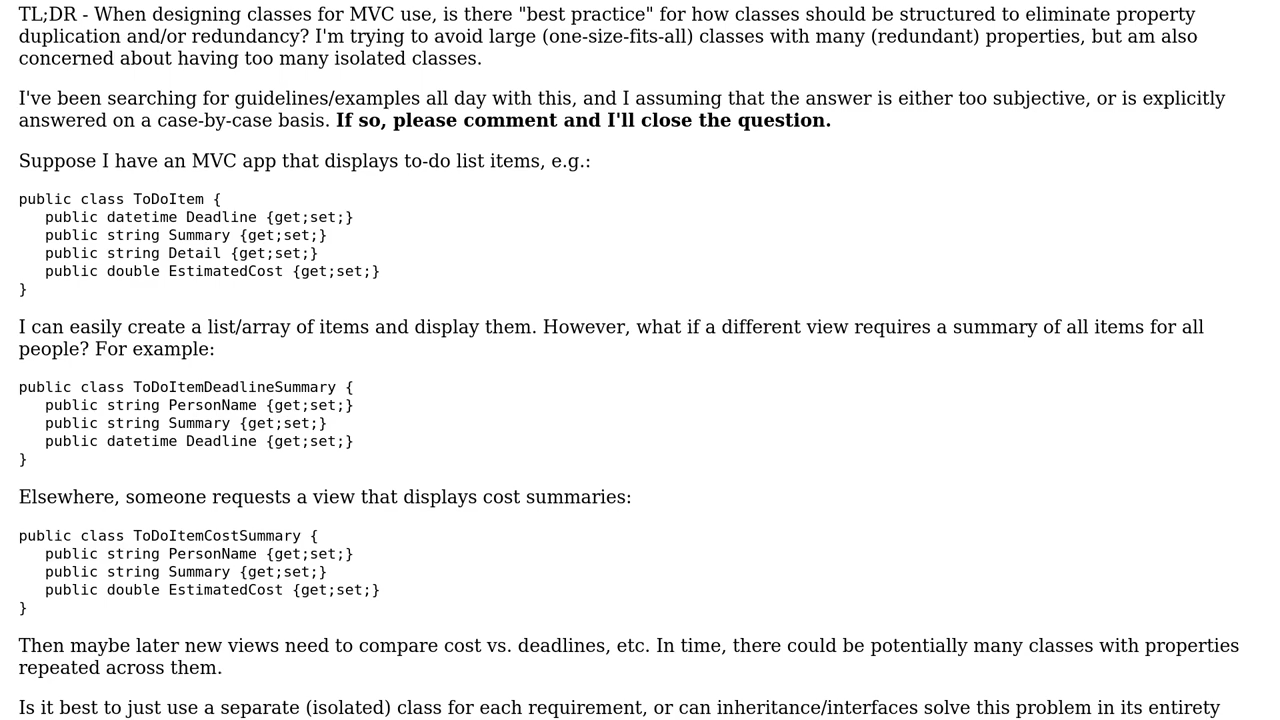 TL;DR - When designing classes for MVC use, is there "best practice" for how classes should be structured to eliminate property
duplication and/or redundancy? I'm trying to avoid large (one-size-fits-all) classes with many (redundant) properties, but am also
concerned about having too many isolated classes.
I've been searching for guidelines/examples all day with this, and I assuming that the answer is either too subjective, or is explicitly
answered on a case-by-case basis. If so, please comment and I'll close the question.
Suppose I have an MVC app that displays to-do list items, e.g.:
public class ToDoItem {
   public datetime Deadline {get;set;}
   public string Summary {get;set;}
   public string Detail {get;set;}
   public double EstimatedCost {get;set;}
}
I can easily create a list/array of items and display them. However, what if a different view requires a summary of all items for all
people? For example:
public class ToDoItemDeadlineSummary {
   public string PersonName {get;set;}
   public string Summary {get;set;}
   public datetime Deadline {get;set;}
}
Elsewhere, someone requests a view that displays cost summaries:
public class ToDoItemCostSummary {
   public string PersonName {get;set;}
   public string Summary {get;set;}
   public double EstimatedCost {get;set;}
}
Then maybe later new views need to compare cost vs. deadlines, etc. In time, there could be potentially many classes with properties
repeated across them.
Is it best to just use a separate (isolated) class for each requirement, or can inheritance/interfaces solve this problem in its entirety